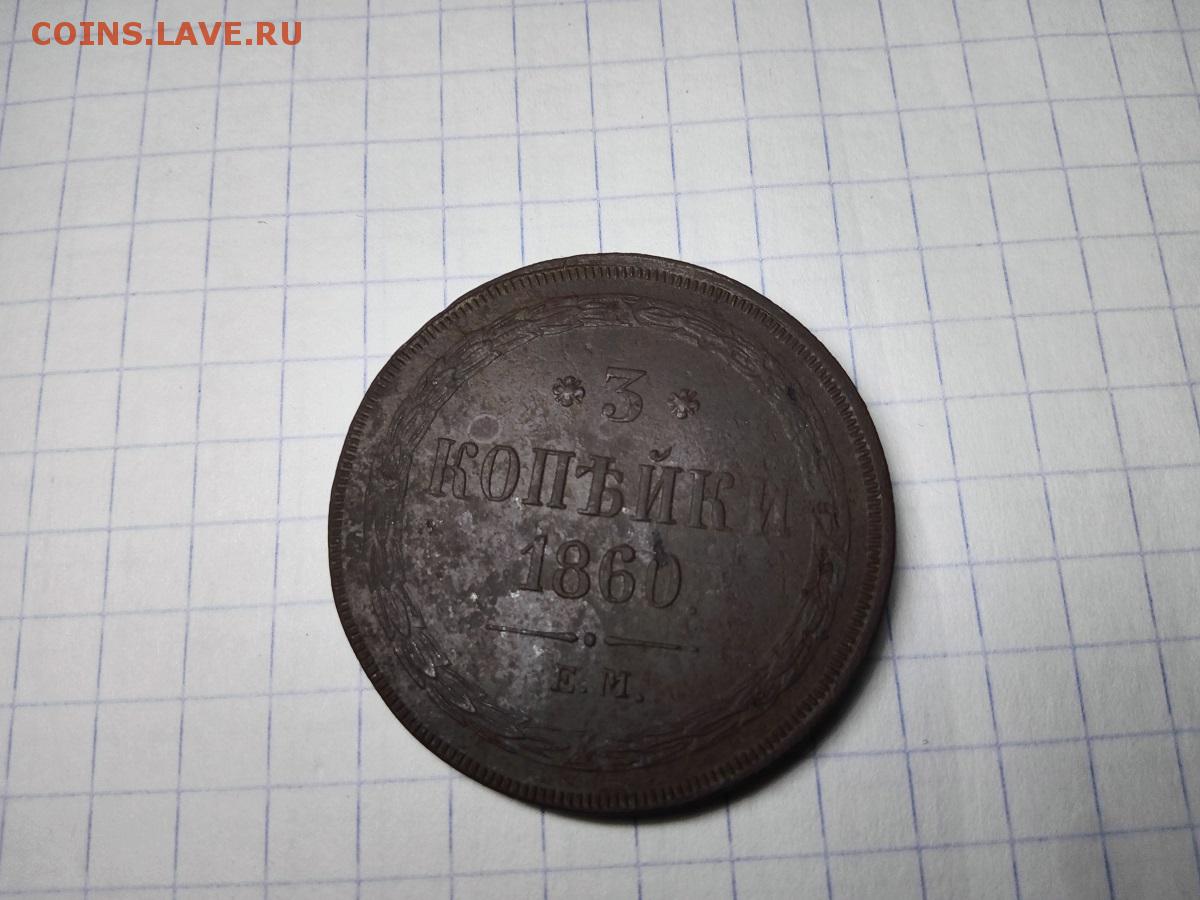 COINS.LAVE.RU
3
КОПѢЙКИ
1860.
Е. М.